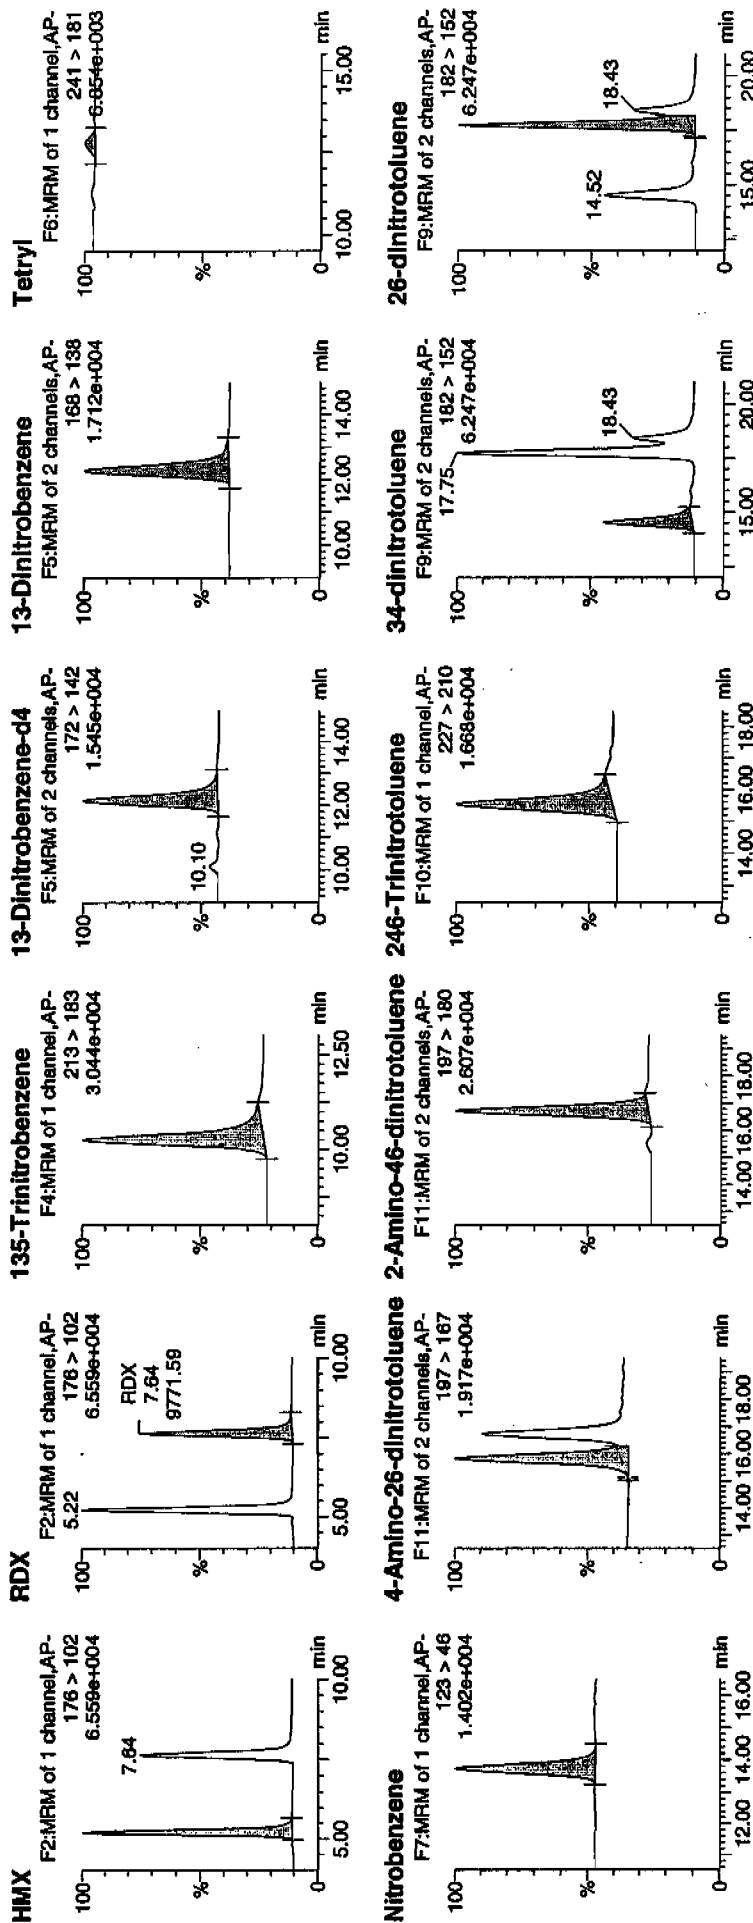 HMX
F2:MRM of 1 channel,AP-
176 > 102
6.559e+004
100
%
0
7.64
5.00
10.00
min
RDX
F2:MRM of 1 channel,AP-
176 > 102
6.559e+004
100
%
0
5.22
RDX
7.64
9771.59
5.00
10.00
min
135-Trinitrobenzene
F4:MRM of 1 channel,AP-
213 > 183
3.044e+004
100
%
0
10.00
12.50
min
13-Dinitrobenzene-d4
F5:MRM of 2 channels,AP-
172 > 142
1.545e+004
100
%
0
10.10
10.00
12.00
14.00
min
13-Dinitrobenzene
F5:MRM of 2 channels,AP-
168 > 138
1.712e+004
100
%
0
10.00
12.00
14.00
min
Tetryl
F6:MRM of 1 channel,AP-
241 > 181
6.854e+003
100
%
0
10.00
15.00
min
Nitrobenzene
F7:MRM of 1 channel,AP-
123 > 46
1.402e+004
100
%
0
12.00
14.00
16.00
min
4-Amino-26-dinitrotoluene
F11:MRM of 2 channels,AP-
197 > 167
1.917e+004
100
%
0
14.00
16.00
18.00
min
2-Amino-46-dinitrotoluene
F11:MRM of 2 channels,AP-
197 > 180
2.607e+004
100
%
0
14.00
16.00
18.00
min
246-Trinitrotoluene
F10:MRM of 1 channel,AP-
227 > 210
1.668e+004
100
%
0
14.00
16.00
18.00
min
34-dinitrotoluene
F9:MRM of 2 channels,AP-
182 > 152
6.247e+004
100
%
0
17.75
18.43
15.00
20.00
min
26-dinitrotoluene
F9:MRM of 2 channels,AP-
182 > 152
6.247e+004
100
%
0
14.52
18.43
15.00
20.00
min